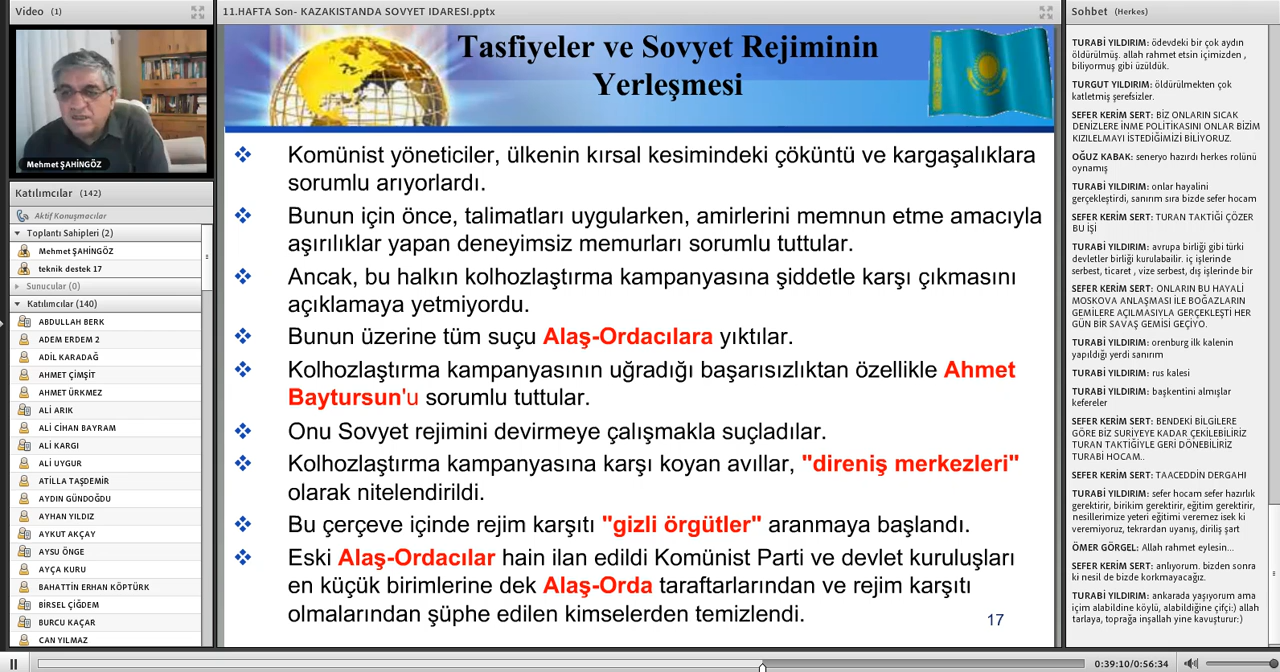 Video (1)
Mehmet ŞAHİNGÖZ
Katılımcılar (142)
Aktif Konuşmacılar
Toplantı Sahipleri (2)
Mehmet ŞAHİNGÖZ
teknik destek 17
Sunucular (0)
Katılımcılar (140)
ABDULLAH BERK
ADEM ERDEM 2
ADİL KARADAĞ
AHMET ÇİMŞİT
AHMET ÜRKMEZ
ALİ ARIK
ALİ CİHAN BAYRAM
ALİ KARGI
ALİ UYGUR
ATİLLA TAŞDEMİR
AYDIN GÜNDOĞDU
AYHAN YILDIZ
AYKUT AKÇAY
AYSU ÖNGE
AYÇA KURU
BAHATTİN ERHAN KÖPTÜRK
BİRSEL ÇİĞDEM
BURCU KAÇAR
CAN YILMAZ
11.HAFTA Son- KAZAKISTANDA SOVYET IDARESI.pptx
Tasfiyeler ve Sovyet Rejiminin
Yerleşmesi
Komünist yöneticiler, ülkenin kırsal kesimindeki çöküntü ve kargaşalıklara
sorumlu arıyorlardı.
Bunun için önce, talimatları uygularken, amirlerini memnun etme amacıyla
aşırılıklar yapan deneyimsiz memurları sorumlu tuttular.
Ancak, bu halkın kolhozlaştırma kampanyasına şiddetle karşı çıkmasını
açıklamaya yetmiyordu.
Bunun üzerine tüm suçu Alaş-Ordacılara yıktılar.
Kolhozlaştırma kampanyasının uğradığı başarısızlıktan özellikle Ahmet
Baytursun'u sorumlu tuttular.
Onu Sovyet rejimini devirmeye çalışmakla suçladılar.
Kolhozlaştırma kampanyasına karşı koyan avıllar, "direniş merkezleri"
olarak nitelendirildi.
Bu çerçeve içinde rejim karşıtı "gizli örgütler" aranmaya başlandı.
Eski Alaş-Ordacılar hain ilan edildi Komünist Parti ve devlet kuruluşları
en küçük birimlerine dek Alaş-Orda taraftarlarından ve rejim karşıtı
olmalarından şüphe edilen kimselerden temizlendi.
17
Sohbet (Herkes)
TURABİ YILDIRIM: ödevdeki bir çok aydın
öldürülmüş. allah rahmet etsin içimizden ,
biliyormuş gibi üzüldük.
TURGUT YILDIRIM: öldürülmekten çok
katletmiş şerefsizler.
SEFER KERİM SERT: BİZ ONLARIN SICAK
DENİZLERE İNME POLİTİKASINI ONLAR BİZİM
KIZILELMAYI İSTEDİĞİMİZİ BİLİYORUZ.
OĞUZ KABAK: seneryo hazırdı herkes rolünü
oynamış
TURABİ YILDIRIM: onlar hayalini
gerçekleştirdi, sanırım sıra bizde sefer hocam
SEFER KERİM SERT: TURAN TAKTİĞİ ÇÖZER
BU İŞİ
TURABİ YILDIRIM: avrupa birliği gibi türki
devletler birliği kurulabailir. iç işlerinde
serbest, ticaret , vize serbest, dış işlerinde bir
SEFER KERİM SERT: ONLARIN BU HAYALİ
MOSKOVA ANLAŞMASI İLE BOĞAZLARIN
GEMİLERE AÇILMASIYLA GERÇEKLEŞTİ HER
GÜN BİR SAVAŞ GEMİSİ GEÇİYO.
TURABİ YILDIRIM: orenburg ilk kalenin
yapıldığı yerdi sanırım
TURABİ YILDIRIM: rus kalesi
TURABİ YILDIRIM: başkentini almışlar
kefereler
SEFER KERİM SERT: BENDEKİ BİLGİLERE
GÖRE BİZ SURİYEYE KADAR ÇEKİLEBİLİRİZ
TURAN TAKTİĞİYLE GERİ DÖNEBİLİRİZ
TURABİ HOCAM..
SEFER KERİM SERT: TAACEDDİN DERGAHI
TURABİ YILDIRIM: sefer hocam sefer hazırlık
gerektirir, birikim gerektirir, eğitim gerektirir,
nesillerimize yeteri eğitimi veremez isek ki
veremiyoruz, tekrardan uyanış, diriliş şart
ÖMER GÖRGEL: Allah rahmet eylesin...
SEFER KERİM SERT: anlıyorum. bizden sonra
ki nesil de bizde korkmayacağız.
TURABİ YILDIRIM: ankarada yaşıyorum ama
içim alabildine köylü, alabildiğine çifçi:) allah
tarlaya, toprağa inşallah yine kavuşturur:)
0:39:10/0:56:34